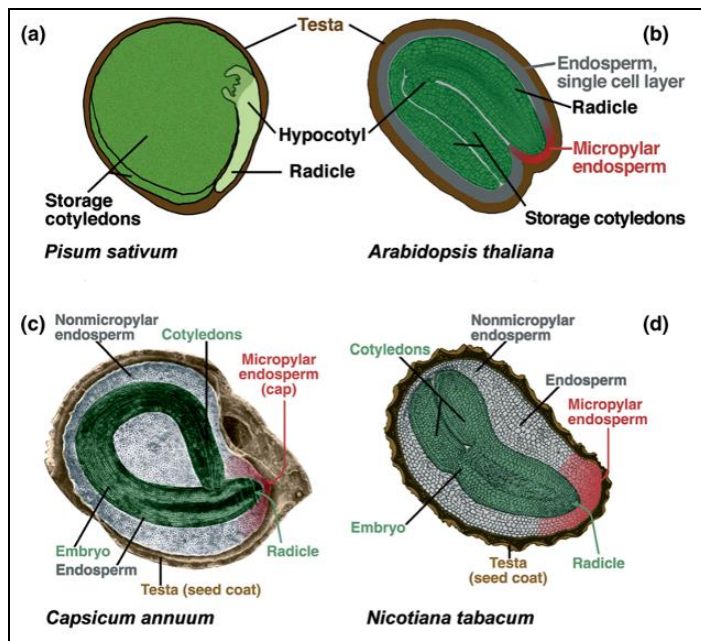 (a)
Testa
(b)
Endosperm,
single cell layer
Radicle
Hypocotyl
Micropylar
endosperm
Radicle
Storage
cotyledons
Storage cotyledons
Pisum sativum
Arabidopsis thaliana
(c)
Nonmicropylar
endosperm
Cotyledons
Micropylar
endosperm
(cap)
Embryo
Endosperm
Radicle
Testa (seed coat)
Capsicum annuum
(d)
Nonmicropylar
endosperm
Cotyledons
Endosperm
Micropylar
endosperm
Embryo
Radicle
Testa
(seed coat)
Nicotiana tabacum